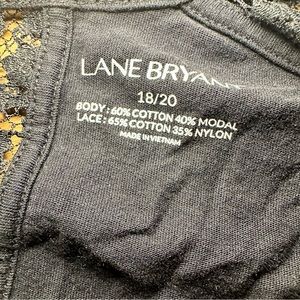 LANE BRYANT
18/20
BODY : 60% COTTON 40% MODAL
LACE : 65% COTTON 35% NYLON
MADE IN VIETNAM